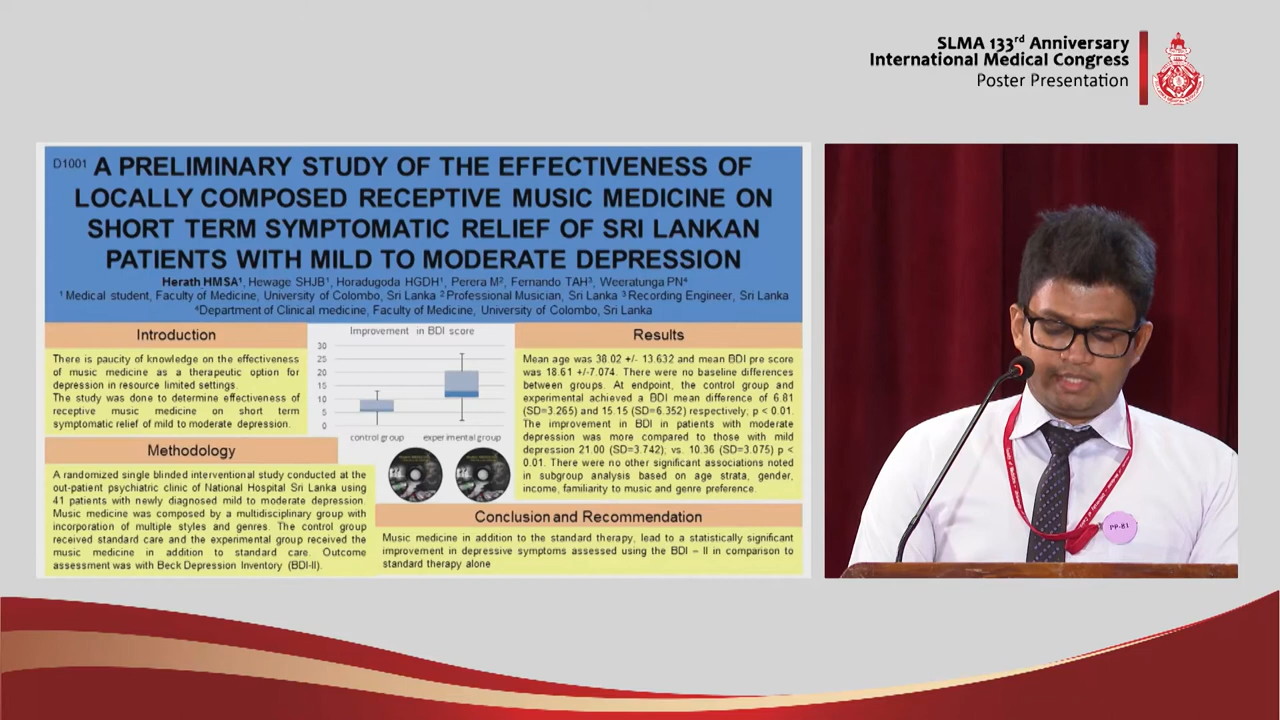 SLMA 133rd Anniversary
International Medical Congress
Poster Presentation
D1001 A PRELIMINARY STUDY OF THE EFFECTIVENESS OF
LOCALLY COMPOSED RECEPTIVE MUSIC MEDICINE ON
SHORT TERM SYMPTOMATIC RELIEF OF SRI LANKAN
PATIENTS WITH MILD TO MODERATE DEPRESSION
Herath HMSA¹, Hewage SHJB¹, Horadugoda HGDH¹, Perera M², Fernando TAH³, Weeratunga PN⁴
¹ Medical student, Faculty of Medicine, University of Colombo, Sri Lanka ² Professional Musician, Sri Lanka ³ Recording Engineer, Sri Lanka
⁴Department of Clinical medicine, Faculty of Medicine, University of Colombo, Sri Lanka
Introduction
There is paucity of knowledge on the effectiveness
of music medicine as a therapeutic option for
depression in resource limited settings.
The study was done to determine effectiveness of
receptive music medicine on short term
symptomatic relief of mild to moderate depression.
Methodology
A randomized single blinded interventional study conducted at the
out-patient psychiatric clinic of National Hospital Sri Lanka using
41 patients with newly diagnosed mild to moderate depression.
Music medicine was composed by a multidisciplinary group with
incorporation of multiple styles and genres. The control group
received standard care and the experimental group received the
music medicine in addition to standard care. Outcome
assessment was with Beck Depression Inventory (BDI-II).
Improvement in BDI score
30
25
20
15
10
5
0
control group experimental group
Results
Mean age was 38.02 +/- 13.632 and mean BDI pre score
was 18.61 +/-7.074. There were no baseline differences
between groups. At endpoint, the control group and
experimental achieved a BDI mean difference of 6.81
(SD=3.265) and 15.15 (SD=6.352) respectively; p < 0.01.
The improvement in BDI in patients with moderate
depression was more compared to those with mild
depression 21.00 (SD=3.742); vs. 10.36 (SD=3.075) p <
0.01. There were no other significant associations noted
in subgroup analysis based on age strata, gender,
income, familiarity to music and genre preference.
Conclusion and Recommendation
Music medicine in addition to the standard therapy, lead to a statistically significant
improvement in depressive symptoms assessed using the BDI – II in comparison to
standard therapy alone
PP-81